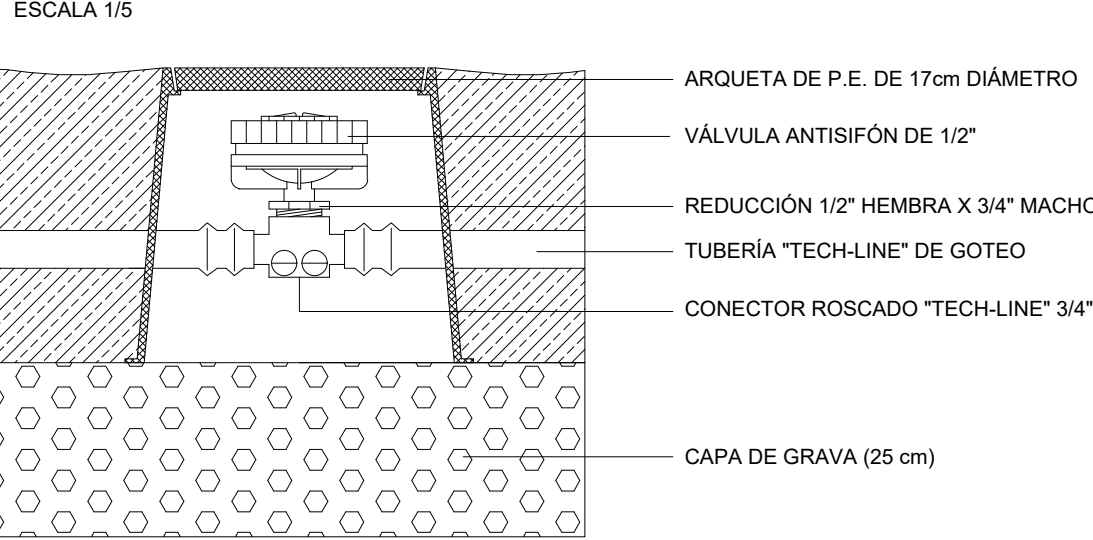 ESCALA 1/5
ARQUETA DE P.E. DE 17cm DIÁMETRO
VÁLVULA ANTISIFÓN DE 1/2"
REDUCCIÓN 1/2" HEMBRA X 3/4" MACHO
TUBERÍA "TECH-LINE" DE GOTEO
CONECTOR ROSCADO "TECH-LINE" 3/4"
CAPA DE GRAVA (25 cm)